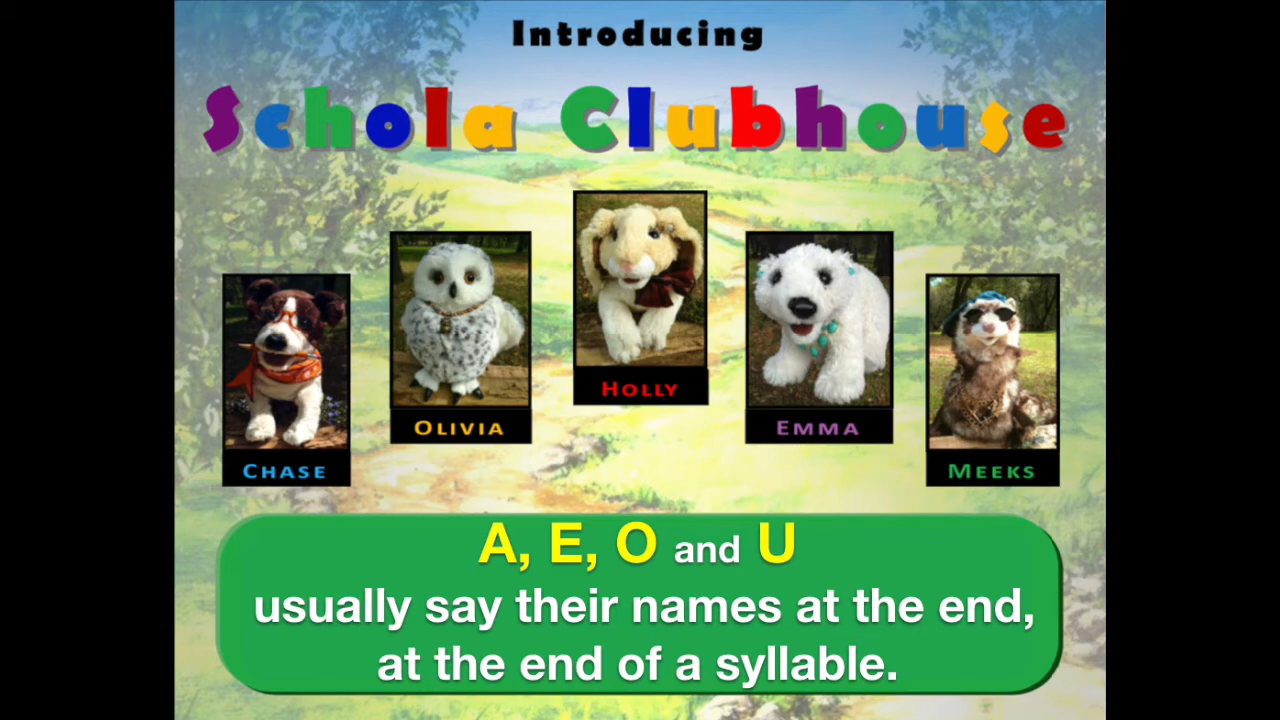 Introducing
Schola Clubhouse
Holly
Olivia
Emma
Chase
Meeks
A, E, O and U
usually say their names at the end,
at the end of a syllable.